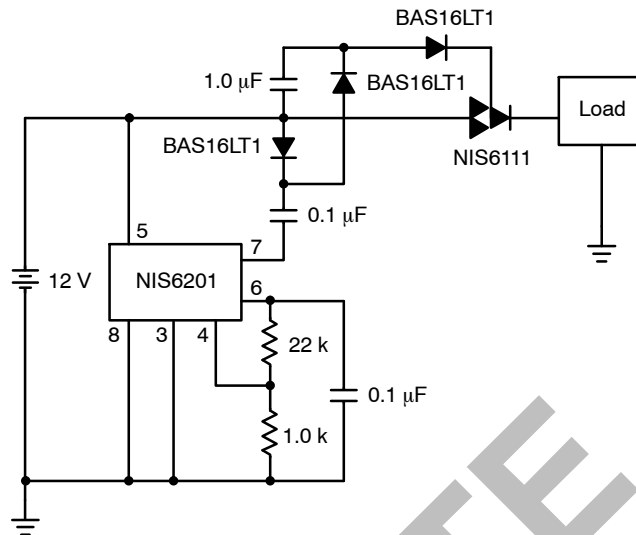 BAS16LT1
1.0 μF
BAS16LT1
Load
BAS16LT1
NIS6111
0.1 μF
5
7
12 V
NIS6201
6
8
3
4
22 k
0.1 μF
1.0 k